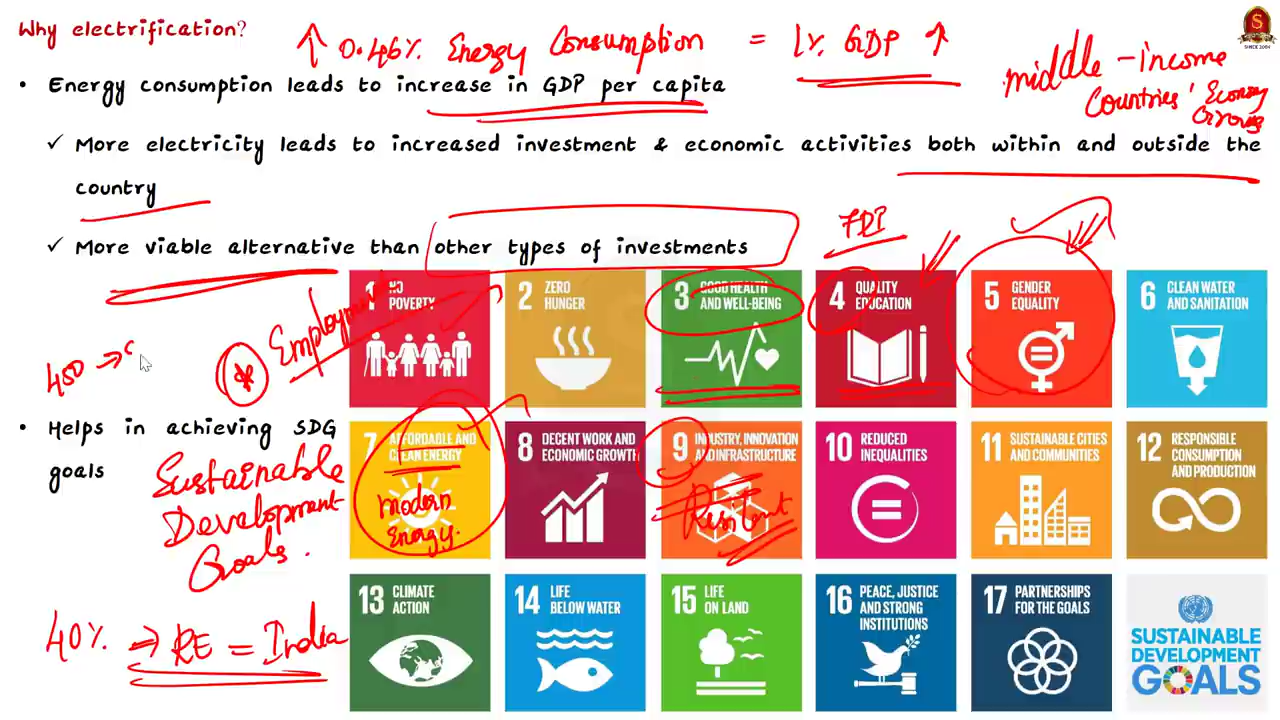 Why electrification?
↑ 0.46% Energy Consumption = 1% GDP ↑
SINCE 2004
middle-Income
Countries' Economy
• Energy consumption leads to increase in GDP per capita
✓ More electricity leads to increased investment & economic activities both within and outside the
country
✓ More viable alternative than other types of investments
FRI
* Employment
450 →
• Helps in achieving SDG
goals
Sustainable
Development
Goals.
40% → RE = India
1 NO
POVERTY
2 ZERO
HUNGER
3 GOOD HEALTH
AND WELL-BEING
4 QUALITY
EDUCATION
5 GENDER
EQUALITY
6 CLEAN WATER
AND SANITATION
7 AFFORDABLE AND
CLEAN ENERGY
modern
Energy.
8 DECENT WORK AND
ECONOMIC GROWTH
9 INDUSTRY, INNOVATION
AND INFRASTRUCTURE
10 REDUCED
INEQUALITIES
11 SUSTAINABLE CITIES
AND COMMUNITIES
12 RESPONSIBLE
CONSUMPTION
AND PRODUCTION
13 CLIMATE
ACTION
14 LIFE
BELOW WATER
15 LIFE
ON LAND
16 PEACE, JUSTICE
AND STRONG
INSTITUTIONS
17 PARTNERSHIPS
FOR THE GOALS
SUSTAINABLE
DEVELOPMENT
GOALS